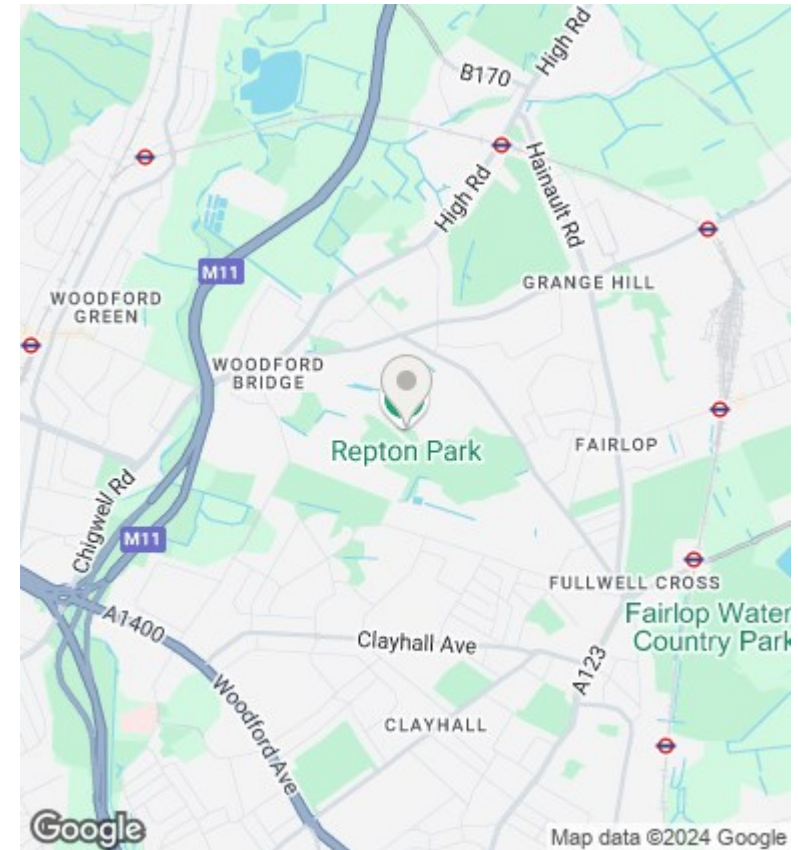 High Rd
B170
High Rd
Hainault Rd
M11
GRANGE HILL
WOODFORD
GREEN
WOODFORD
BRIDGE
Repton Park
FAIRLOP
Chigwell Rd
M11
FULLWELL CROSS
Fairlop Water
Country Park
A1400
Clayhall Ave
A123
Woodford Ave
CLAYHALL
Google
Map data ©2024 Google